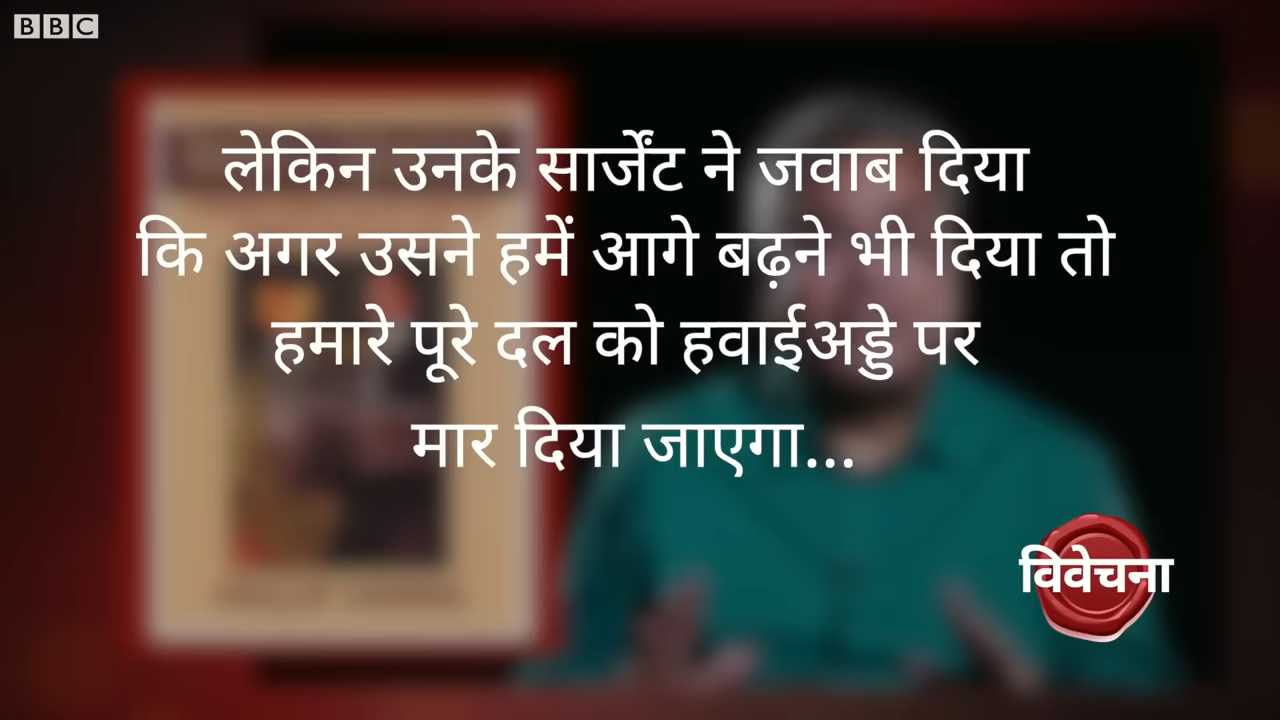 BBC
लेकिन उनके सार्जेंट ने जवाब दिया
कि अगर उसने हमें आगे बढ़ने भी दिया तो
हमारे पूरे दल को हवाईअड्डे पर
मार दिया जाएगा...
विवेचना